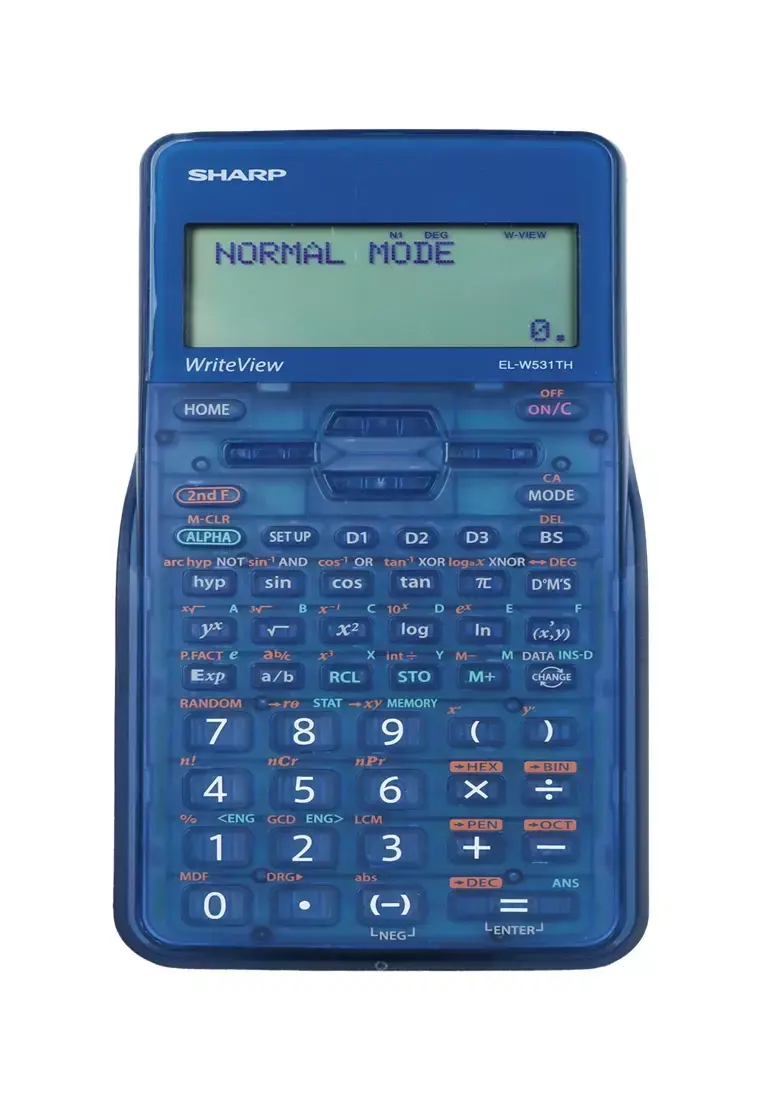 SHARP
N1 DEG W-VIEW
NORMAL MODE
0.
WriteView EL-W531TH
OFF
HOME ON/C
CA
2nd F MODE
M-CLR DEL
ALPHA SET UP D1 D2 D3 BS
arc hyp NOT sin⁻¹ AND cos⁻¹ OR tan⁻¹ XOR logₐx XNOR ↔DEG
hyp sin cos tan π D°M'S
ˣ√ A ³√ B x⁻¹ C 10ˣ D eˣ E F
yˣ √ x² log ln (x,y)
P.FACT e ab/c x³ X int÷ Y M− M DATA INS-D
Exp a/b RCL STO M+ CHANGE
RANDOM →rθ STAT →xy MEMORY x' y'
7 8 9 ( )
n! nCr nPr →HEX →BIN
4 5 6 × ÷
% <ENG GCD ENG> LCM →PEN →OCT
1 2 3 + −
MDF DRG▸ abs →DEC ANS
0 • (−) =
NEG ENTER